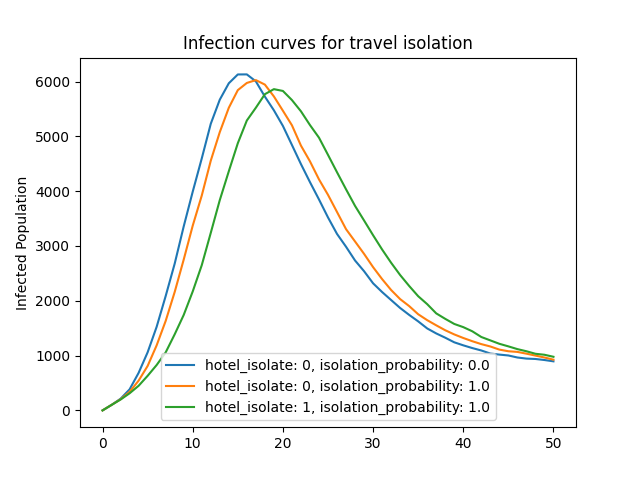 Infection curves for travel isolation
Infected Population
6000
5000
4000
3000
2000
1000
0
hotel_isolate: 0, isolation_probability: 0.0
hotel_isolate: 0, isolation_probability: 1.0
hotel_isolate: 1, isolation_probability: 1.0
0 10 20 30 40 50